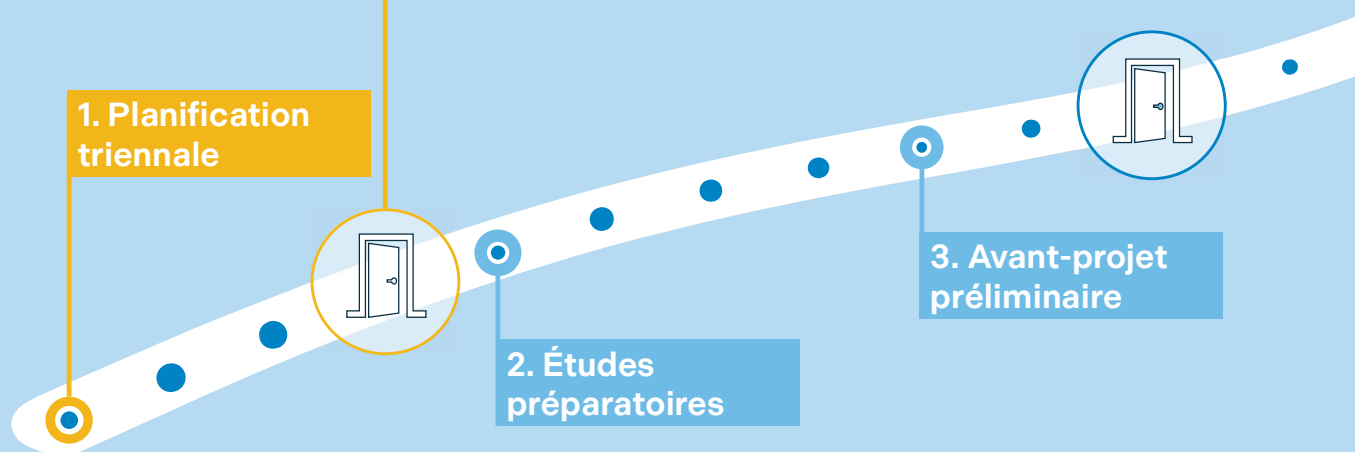 1. Planification
triennale
2. Études
préparatoires
3. Avant-projet
préliminaire